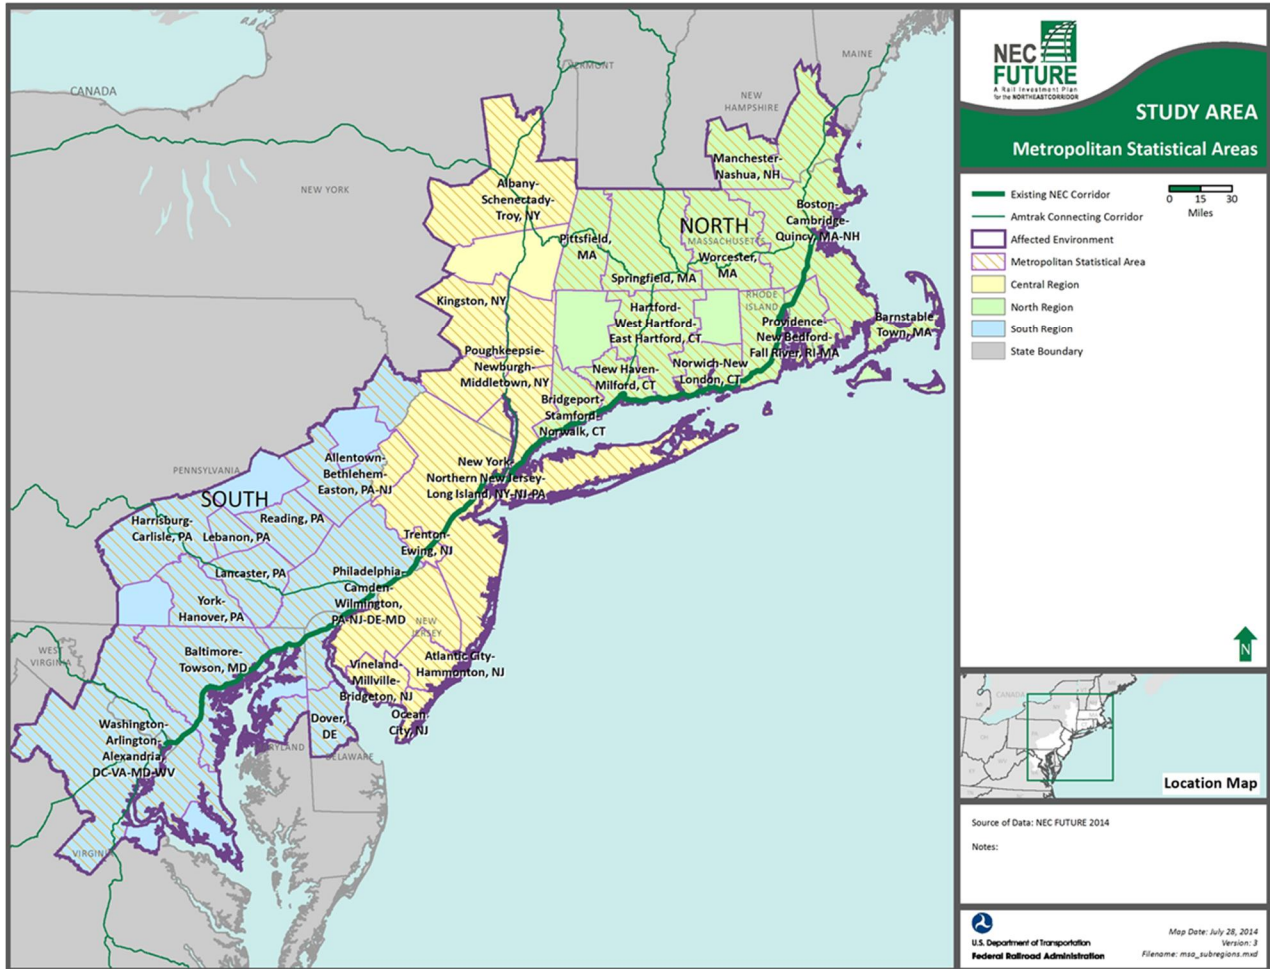 CANADA
VERMONT
MAINE
NEW
HAMPSHIRE
NEW YORK
Manchester-
Nashua, NH
Albany-
Schenectady-
Troy, NY
NORTH
MASSACHUSETTS
Boston-
Cambridge-
Quincy, MA-NH
Pittsfield,
MA
Worcester,
MA
Springfield, MA
Kingston, NY
Hartford-
West Hartford-
East Hartford, CT
RHODE
ISLAND
Providence-
New Bedford-
Fall River, RI-MA
Barnstable
Town, MA
Poughkeepsie-
Newburgh-
Middletown, NY
New Haven-
Milford, CT
Norwich-New
London, CT
Bridgeport-
Stamford-
Norwalk, CT
PENNSYLVANIA
SOUTH
Allentown-
Bethlehem-
Easton, PA-NJ
New York-
Northern New Jersey-
Long Island, NY-NJ-PA
Harrisburg-
Carlisle, PA
Lebanon, PA
Reading, PA
Trenton-
Ewing, NJ
Lancaster, PA
York-
Hanover, PA
Philadelphia-
Camden-
Wilmington,
PA-NJ-DE-MD
NEW
JERSEY
WEST
VIRGINIA
Baltimore-
Towson, MD
Vineland-
Millville-
Bridgeton, NJ
Atlantic City-
Hammonton, NJ
Ocean
City, NJ
Dover,
DE
DELAWARE
Washington-
Arlington-
Alexandria,
DC-VA-MD-WV
VIRGINIA
NEC
FUTURE
A Rail Investment Plan
for the NORTHEAST CORRIDOR
STUDY AREA
Metropolitan Statistical Areas
Existing NEC Corridor
Amtrak Connecting Corridor
Affected Environment
Metropolitan Statistical Area
Central Region
North Region
South Region
State Boundary
0 15 30
Miles
N
CANADA
Location Map
Source of Data: NEC FUTURE 2014
Notes:
U.S. Department of Transportation
Federal Railroad Administration
Map Date: July 28, 2014
Version: 3
Filename: msa_subregions.mxd